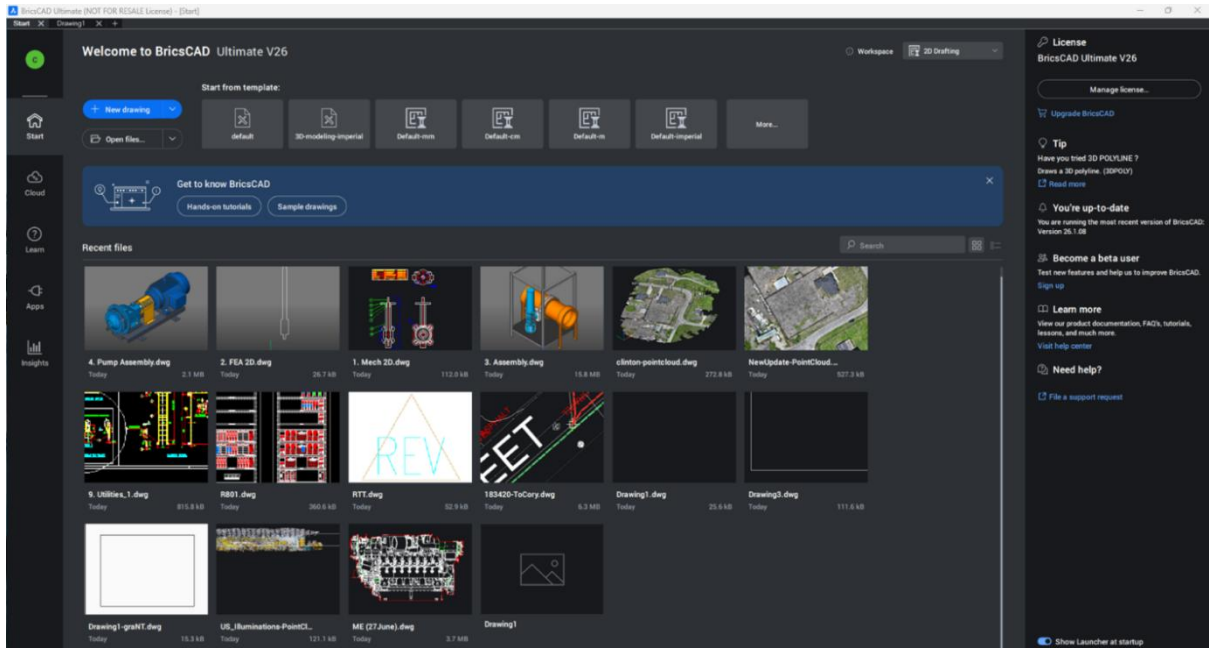 BricsCAD Ultimate (NOT FOR RESALE License) - [Start]
Start Drawing1
Welcome to BricsCAD Ultimate V26
Workspace 2D Drafting
C
Start
Cloud
Learn
Apps
Insights
New drawing
Open files...
Start from template:
default
3D-modeling-imperial
Default-mm
Default-cm
Default-m
Default-imperial
More...
Get to know BricsCAD
Hands-on tutorials
Sample drawings
Recent files
Search
4. Pump Assembly.dwg
Today 2.1 MB
2. FEA 2D.dwg
Today 26.7 kB
1. Mech 2D.dwg
Today 112.0 kB
3. Assembly.dwg
Today 15.8 MB
clinton-pointcloud.dwg
Today 272.8 kB
NewUpdate-PointCloud....
Today 527.3 kB
REV
EET
9. Utilities_1.dwg
Today 815.8 kB
R801.dwg
Today 360.6 kB
RTT.dwg
Today 52.9 kB
183420-ToCory.dwg
Today 6.3 MB
Drawing1.dwg
Today 25.6 kB
Drawing3.dwg
Today 111.6 kB
Drawing1-graNT.dwg
Today 15.3 kB
US_Illuminations-PointCl...
Today 121.1 kB
ME (27June).dwg
Today 3.7 MB
Drawing1
License
BricsCAD Ultimate V26
Manage license...
Upgrade BricsCAD
Tip
Have you tried 3D POLYLINE ?
Draws a 3D polyline. (3DPOLY)
Read more
You're up-to-date
You are running the most recent version of BricsCAD:
Version 26.1.08
Become a beta user
Test new features and help us to improve BricsCAD.
Sign up
Learn more
View our product documentation, FAQ's, tutorials,
lessons, and much more.
Visit help center
Need help?
File a support request
Show Launcher at startup